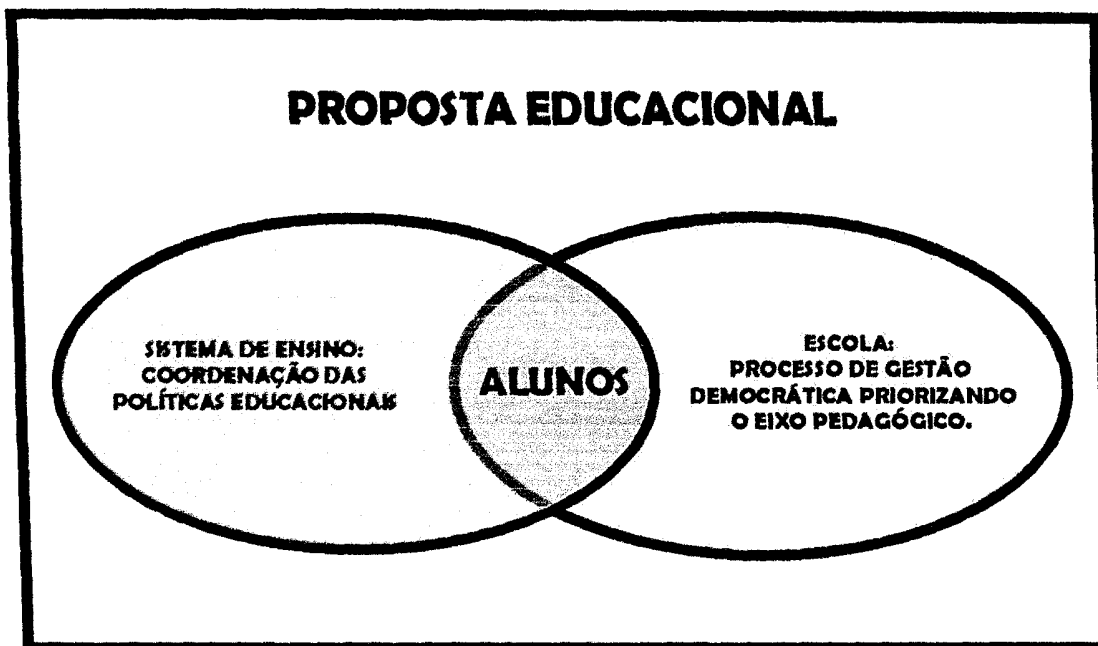 PROPOSTA EDUCACIONAL
SISTEMA DE ENSINO:
COORDENAÇÃO DAS
POLÍTICAS EDUCACIONAIS
ALUNOS
ESCOLA:
PROCESSO DE GESTÃO
DEMOCRÁTICA PRIORIZANDO
O EIXO PEDAGÓGICO.